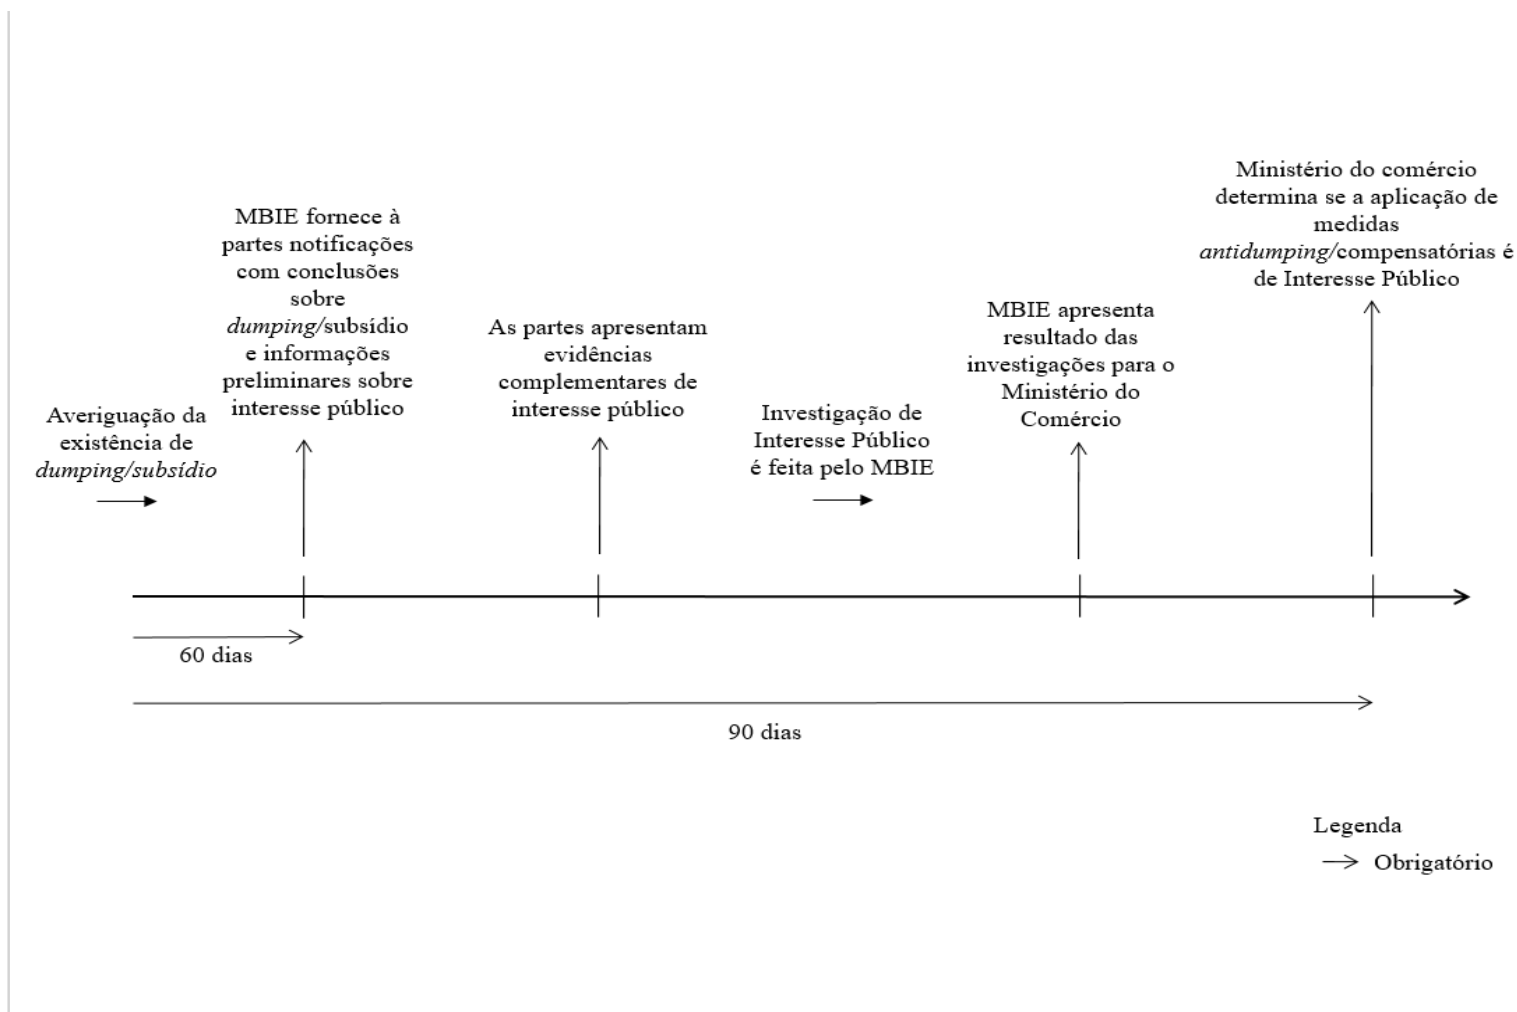 Averiguação da
existência de
dumping/subsídio
MBIE fornece à
partes notificações
com conclusões
sobre
dumping/subsídio
e informações
preliminares sobre
interesse público
As partes apresentam
evidências
complementares de
interesse público
Investigação de
Interesse Público
é feita pelo MBIE
MBIE apresenta
resultado das
investigações para o
Ministério do
Comércio
Ministério do comércio
determina se a aplicação de
medidas
antidumping/compensatórias é
de Interesse Público
60 dias
90 dias
Legenda
Obrigatório